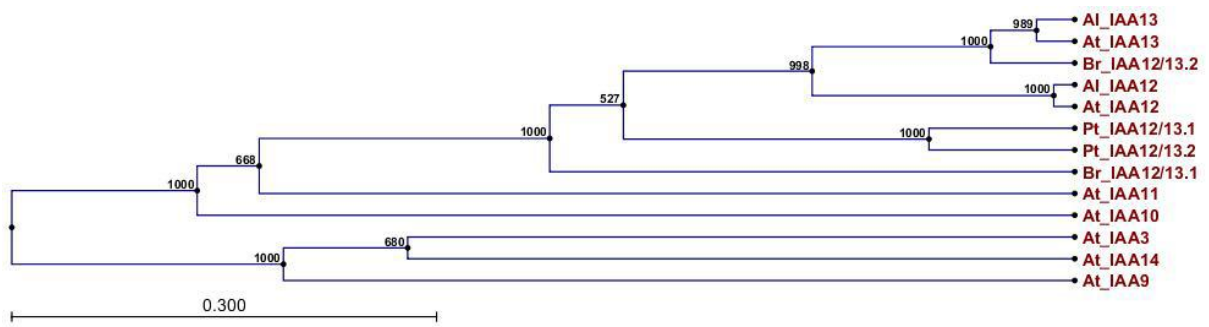 Al_IAA13
989
At_IAA13
1000
Br_IAA12/13.2
998
Al_IAA12
1000
At_IAA12
527
Pt_IAA12/13.1
1000
1000
Pt_IAA12/13.2
668
Br_IAA12/13.1
1000
At_IAA11
At_IAA10
At_IAA3
680
At_IAA14
1000
At_IAA9
0.300